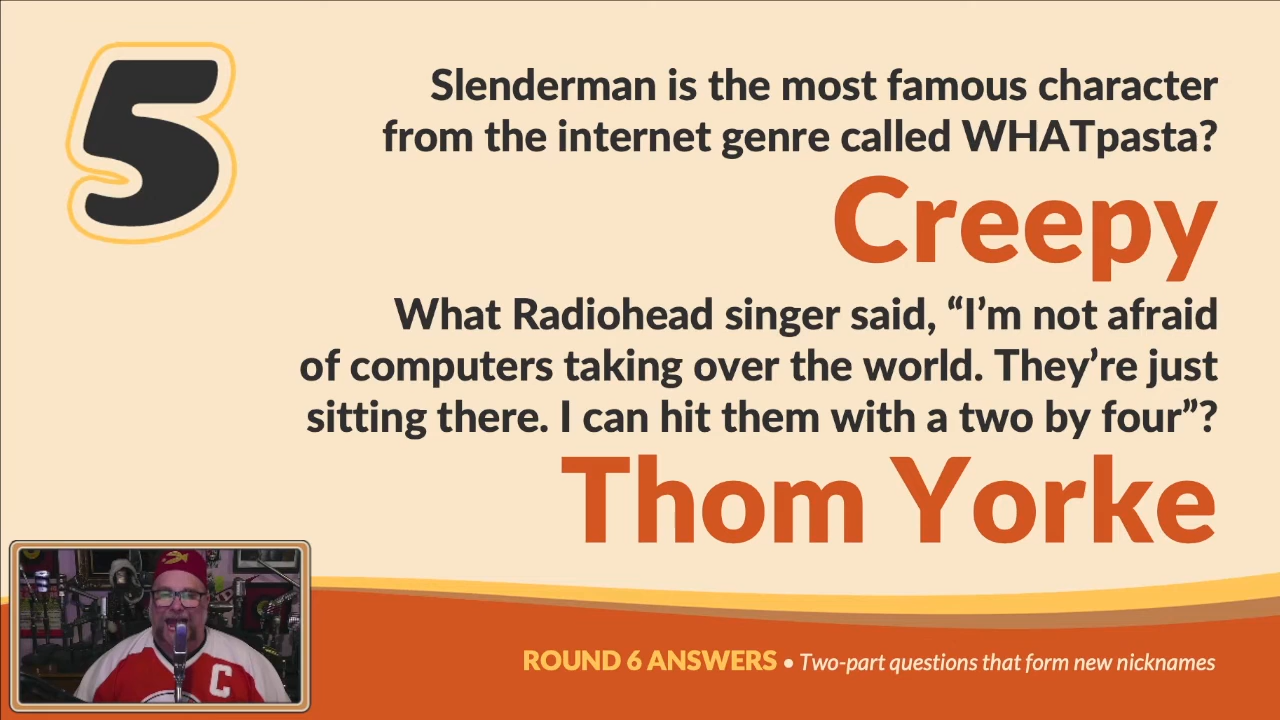 5
Slenderman is the most famous character
from the internet genre called WHATpasta?
Creepy
What Radiohead singer said, “I’m not afraid
of computers taking over the world. They’re just
sitting there. I can hit them with a two by four”?
Thom Yorke
C
ROUND 6 ANSWERS • Two-part questions that form new nicknames